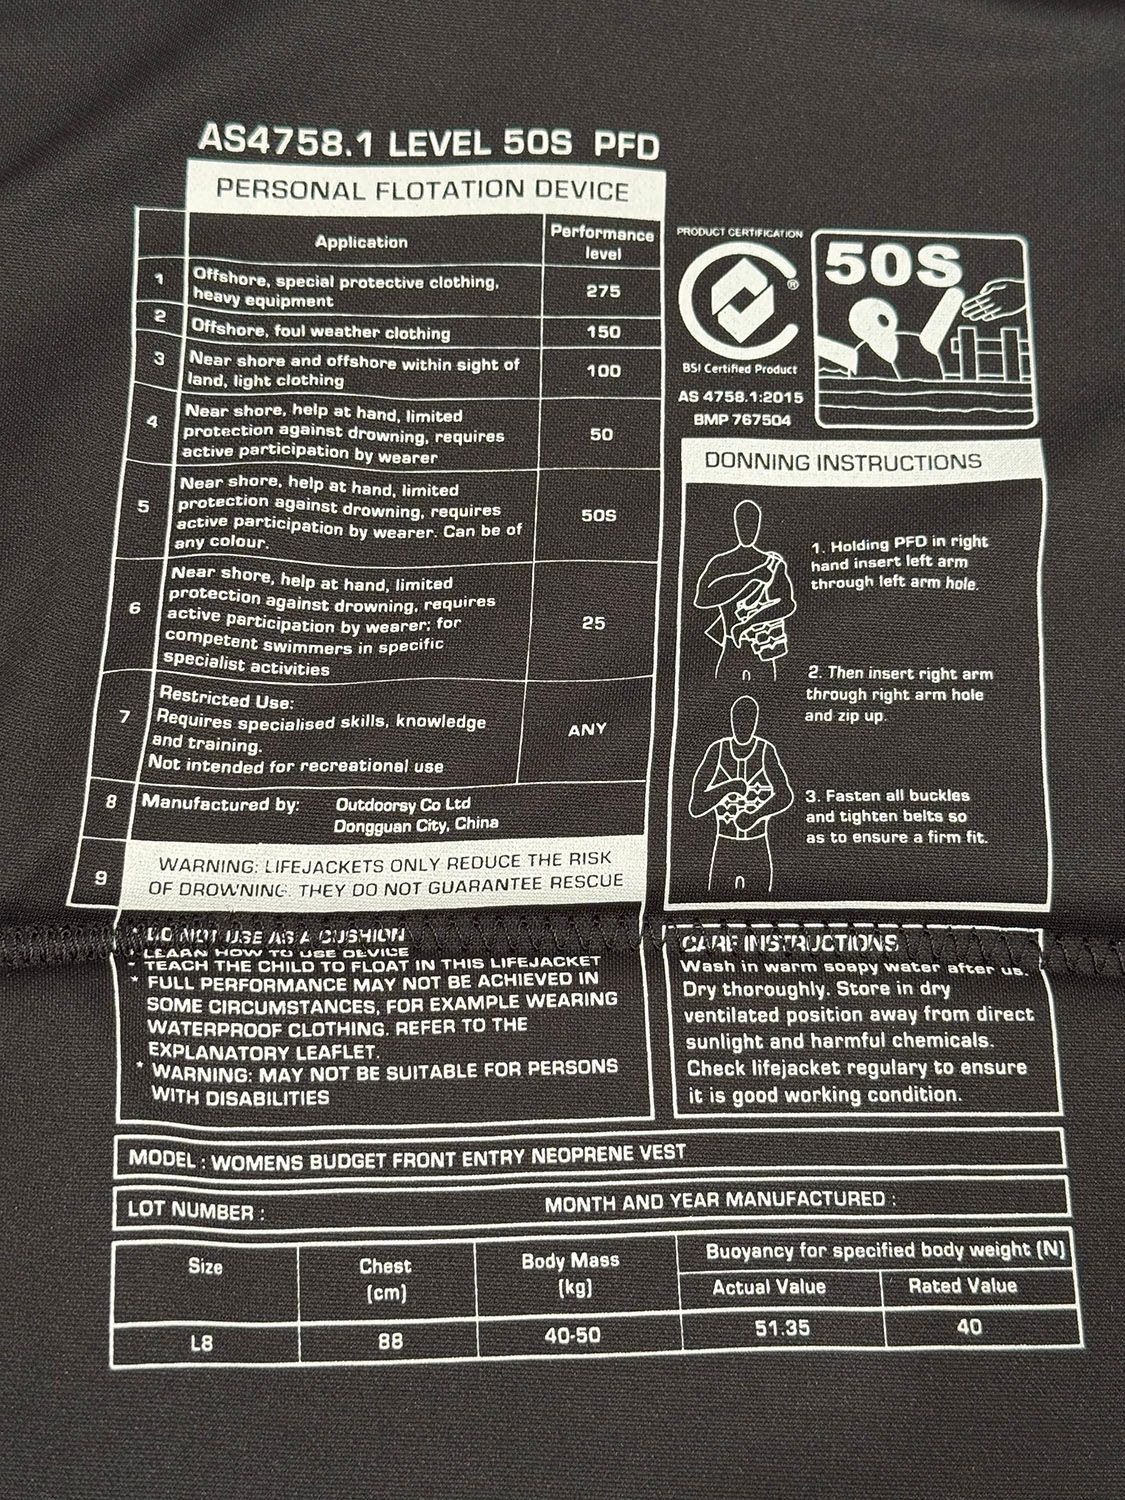 AS4758.1 LEVEL 50S PFD
PERSONAL FLOTATION DEVICE
Application
Performance
level
1
Offshore, special protective clothing,
heavy equipment
275
2
Offshore, foul weather clothing
150
3
Near shore and offshore within sight of
land, light clothing
100
4
Near shore, help at hand, limited
protection against drowning, requires
active participation by wearer
50
5
Near shore, help at hand, limited
protection against drowning, requires
active participation by wearer. Can be of
any colour.
50S
6
Near shore, help at hand, limited
protection against drowning, requires
active participation by wearer; for
competent swimmers in specific
specialist activities
25
7
Restricted Use:
Requires specialised skills, knowledge
and training.
Not intended for recreational use
ANY
8
Manufactured by: Outdoorsy Co Ltd
Dongguan City, China
9
WARNING: LIFEJACKETS ONLY REDUCE THE RISK
OF DROWNING. THEY DO NOT GUARANTEE RESCUE
PRODUCT CERTIFICATION
®
BSI Certified Product
AS 4758.1:2015
BMP 767504
50S
DONNING INSTRUCTIONS
1. Holding PFD in right
hand insert left arm
through left arm hole.
2. Then insert right arm
through right arm hole
and zip up.
3. Fasten all buckles
and tighten belts so
as to ensure a firm fit.
* DO NOT USE AS A CUSHION
* LEARN HOW TO USE DEVICE
* TEACH THE CHILD TO FLOAT IN THIS LIFEJACKET
* FULL PERFORMANCE MAY NOT BE ACHIEVED IN
SOME CIRCUMSTANCES, FOR EXAMPLE WEARING
WATERPROOF CLOTHING. REFER TO THE
EXPLANATORY LEAFLET.
* WARNING: MAY NOT BE SUITABLE FOR PERSONS
WITH DISABILITIES
CARE INSTRUCTIONS
Wash in warm soapy water after us.
Dry thoroughly. Store in dry
ventilated position away from direct
sunlight and harmful chemicals.
Check lifejacket regulary to ensure
it is good working condition.
MODEL : WOMENS BUDGET FRONT ENTRY NEOPRENE VEST
LOT NUMBER : MONTH AND YEAR MANUFACTURED :
Size
Chest
(cm)
Body Mass
(kg)
Buoyancy for specified body weight (N)
Actual Value
Rated Value
L8
88
40-50
51.35
40